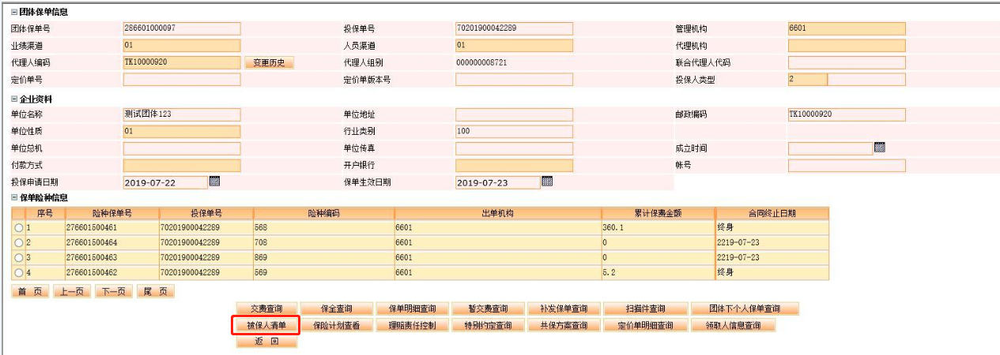 团体保单信息
团体保单号 286601000097 投保单号 70201900042289 管理机构 6601
业绩渠道 01 人员渠道 01 代理机构
代理人编码 TK10000920 变更历史 代理人组别 000000008721 联合代理人代码
定价单号 定价单版本号 投保人类型 2
企业资料
单位名称 测试团体123 单位地址 邮政编码 TK10000920
单位性质 01 行业类别 100
单位总机 单位传真 成立时间
付款方式 开户银行 帐号
投保申请日期 2019-07-22 保单生效日期 2019-07-23
保单险种信息
序号 险种保单号 投保单号 险种编码 出单机构 累计保费金额 合同终止日期
1 276601500461 70201900042289 568 6601 360.1 终身
2 276601500464 70201900042289 708 6601 0 2219-07-23
3 276601500463 70201900042289 869 6601 0 2219-07-23
4 276601500462 70201900042289 569 6601 5.2 终身
首 页 上一页 下一页 尾 页
交费查询 保全查询 保单明细查询 暂交费查询 补发保单查询 扫描件查询 团体下个人保单查询
被保人清单 保险计划查看 理赔责任控制 特别约定查询 共保方案查询 定价单明细查询 领取人信息查询
返 回